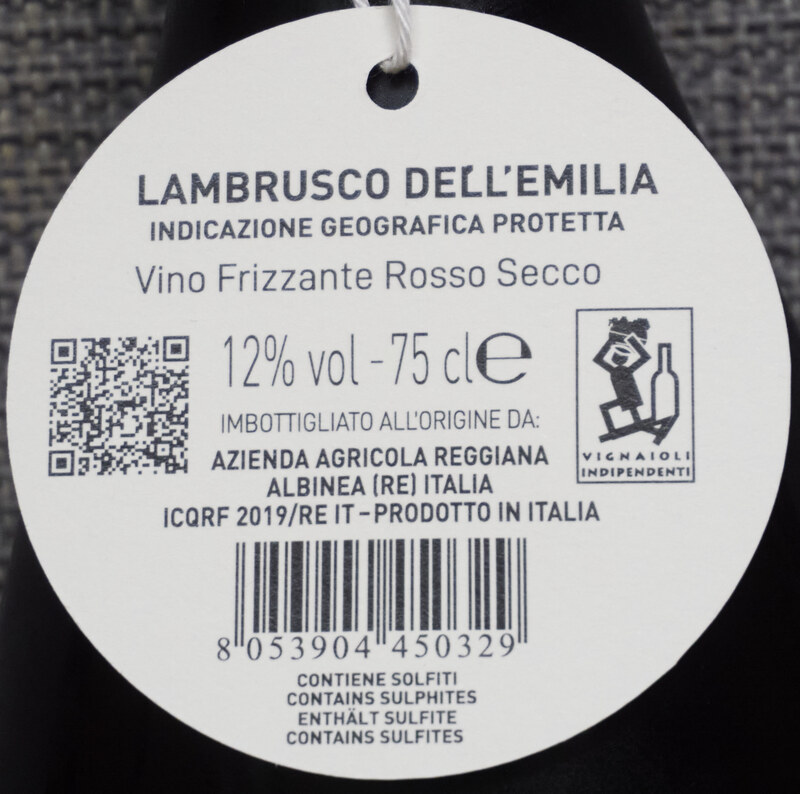 LAMBRUSCO DELL'EMILIA
INDICAZIONE GEOGRAFICA PROTETTA
Vino Frizzante Rosso Secco
12% vol - 75 cl e
IMBOTTIGLIATO ALL'ORIGINE DA:
AZIENDA AGRICOLA REGGIANA
ALBINEA (RE) ITALIA
ICQRF 2019/RE IT - PRODOTTO IN ITALIA
VIGNAIOLI
INDIPENDENTI
8 053904 450329
CONTIENE SOLFITI
CONTAINS SULPHITES
ENTHÄLT SULFITE
CONTAINS SULFITES